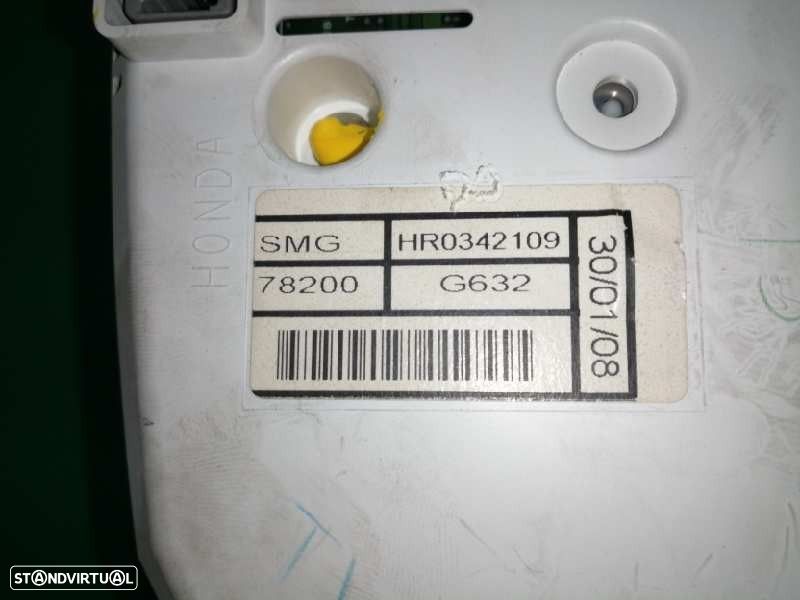 HONDA
SMG HR0342109
78200 G632
30/01/08
STANDVIRTUAL